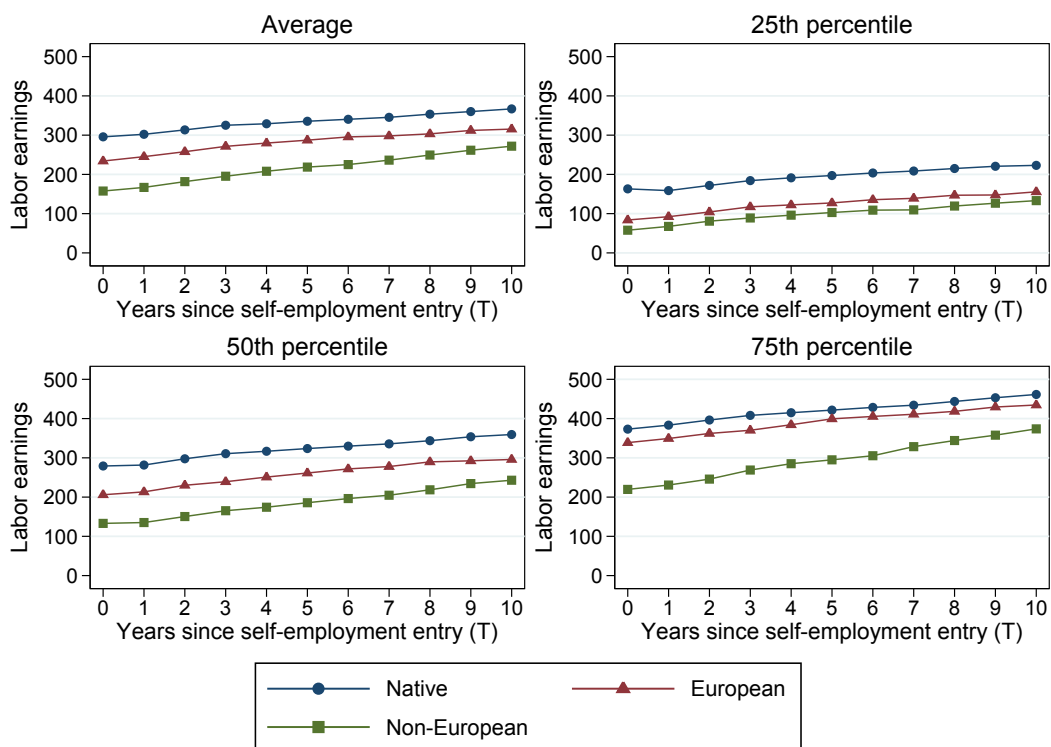 Average
500
400
300
200
100
0
Labor earnings
0 1 2 3 4 5 6 7 8 9 10
Years since self-employment entry (T)
25th percentile
500
400
300
200
100
0
Labor earnings
0 1 2 3 4 5 6 7 8 9 10
Years since self-employment entry (T)
50th percentile
500
400
300
200
100
0
Labor earnings
0 1 2 3 4 5 6 7 8 9 10
Years since self-employment entry (T)
75th percentile
500
400
300
200
100
0
Labor earnings
0 1 2 3 4 5 6 7 8 9 10
Years since self-employment entry (T)
Native
European
Non-European